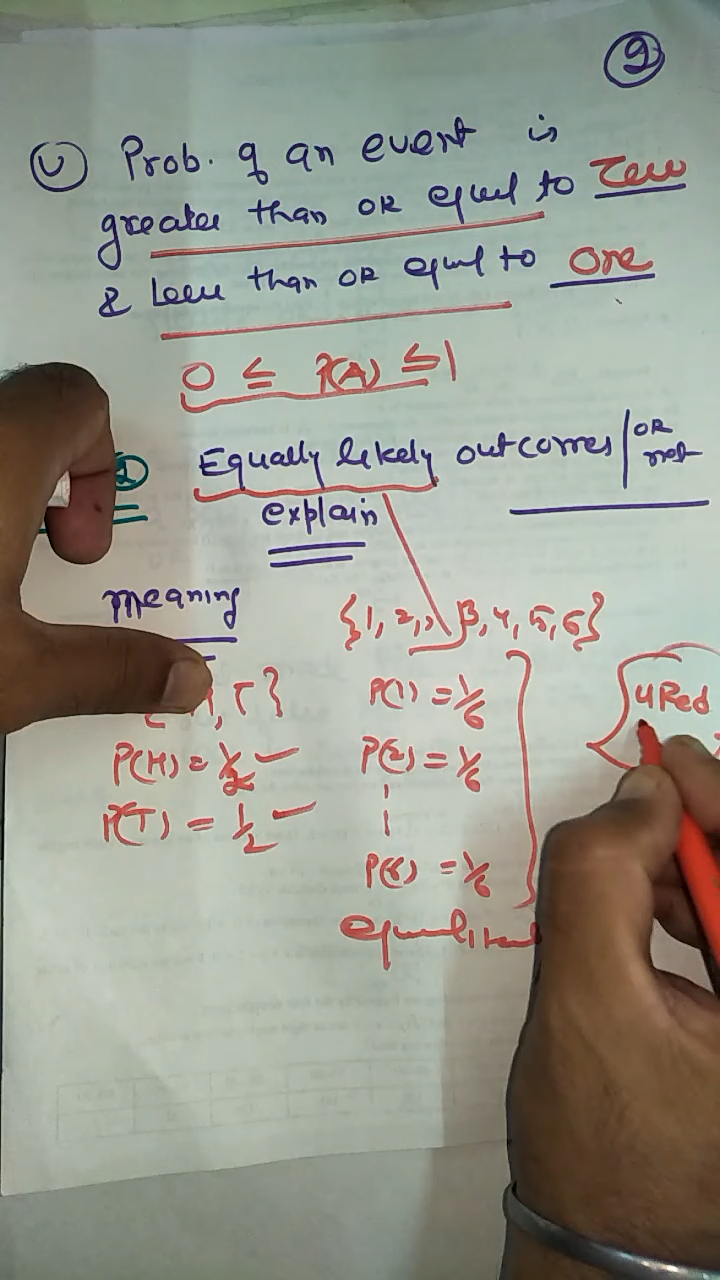 9
(v) Prob. of an event is
greater than or equal to Zero
& Less than or equal to one
0 ≤ P(A) ≤ 1
Equally likely outcomes / or not
explain
meaning
{1, 2, 3, 4, 5, 6}
, T}
P(1) = 1/6
4 Red
P(H) = 1/2
P(2) = 1/6
P(T) = 1/2
P(6) = 1/6